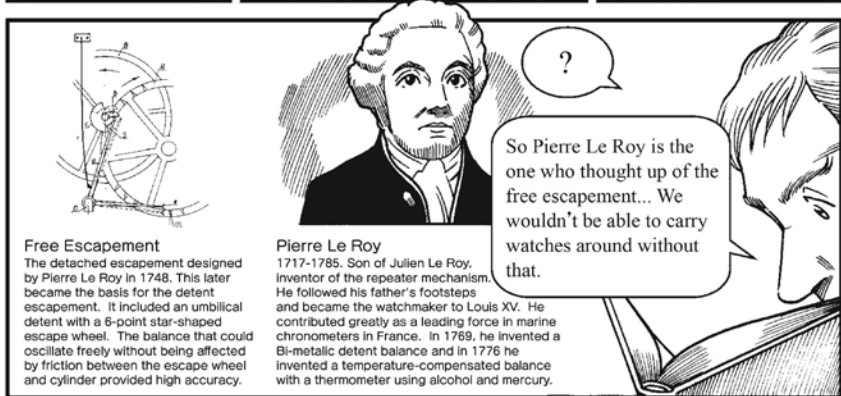 Free Escapement
The detached escapement designed
by Pierre Le Roy in 1748. This later
became the basis for the detent
escapement. It included an umbilical
detent with a 6-point star-shaped
escape wheel. The balance that could
oscillate freely without being affected
by friction between the escape wheel
and cylinder provided high accuracy.
Pierre Le Roy
1717-1785. Son of Julien Le Roy,
inventor of the repeater mechanism.
He followed his father's footsteps
and became the watchmaker to Louis XV. He
contributed greatly as a leading force in marine
chronometers in France. In 1769, he invented a
Bi-metalic detent balance and in 1776 he
invented a temperature-compensated balance
with a thermometer using alcohol and mercury.
?
So Pierre Le Roy is the
one who thought up of the
free escapement... We
wouldn't be able to carry
watches around without
that.